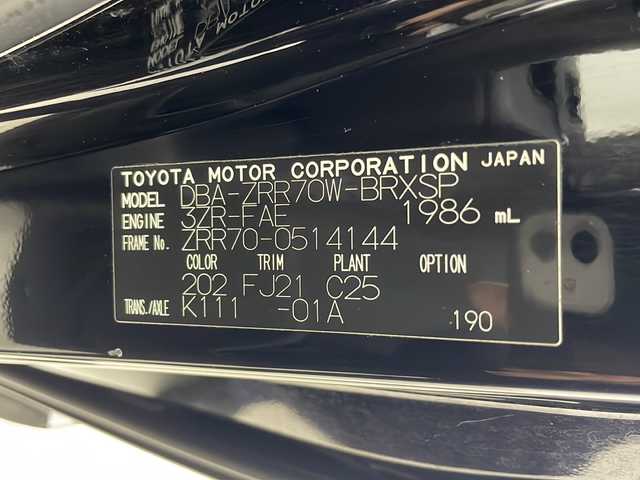 TOYOTA MOTOR CORPORATION JAPAN
MODEL DBA-ZRR70W-BRXSP
ENGINE 3ZR-FAE 1986 mL
FRAME No. ZRR70-0514144
COLOR TRIM PLANT OPTION
202 FJ21 C25
TRANS./AXLE K111 -01A
190